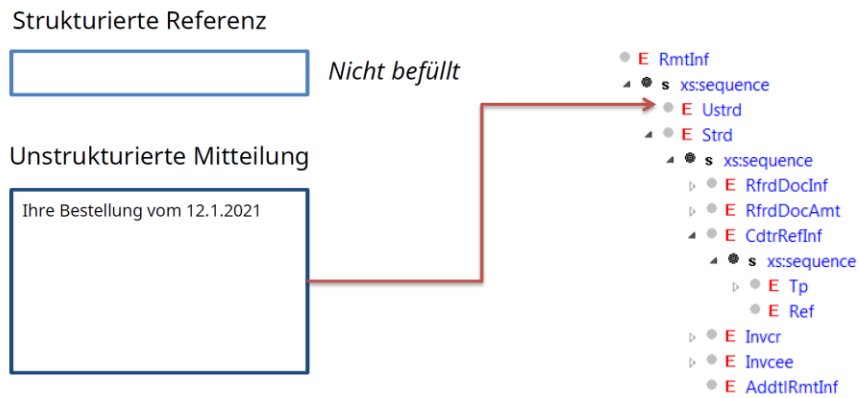 Strukturierte Referenz
Nicht befüllt
Unstrukturierte Mitteilung
Ihre Bestellung vom 12.1.2021
E RmtInf
s xs:sequence
E Ustrd
E Strd
s xs:sequence
E RfrdDocInf
E RfrdDocAmt
E CdtrRefInf
s xs:sequence
E Tp
E Ref
E Invcr
E Invcee
E AddtlRmtInf